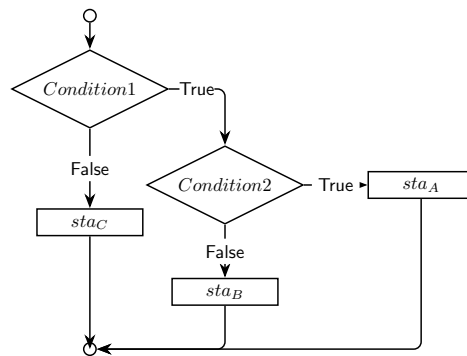 Condition1
True
False
Condition2
True
sta_A
sta_C
False
sta_B